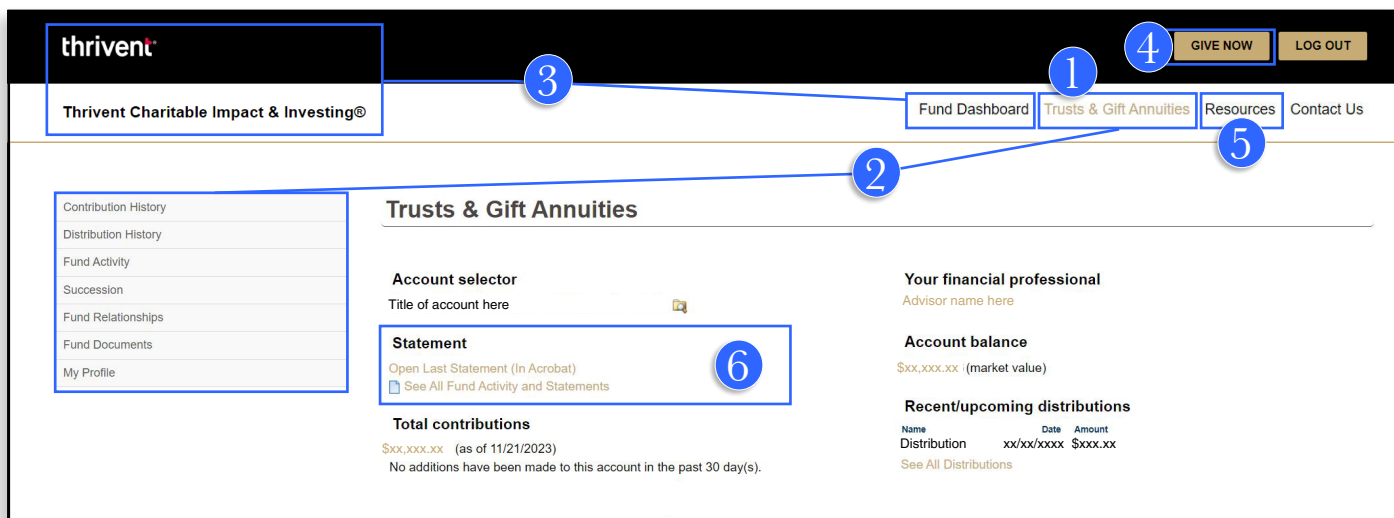 thrivent
4
GIVE NOW
LOG OUT
1
3
Thrivent Charitable Impact & Investing®
Fund Dashboard
Trusts & Gift Annuities
Resources
Contact Us
5
2
Contribution History
Distribution History
Fund Activity
Succession
Fund Relationships
Fund Documents
My Profile
Trusts & Gift Annuities
Account selector
Title of account here
Statement
Open Last Statement (In Acrobat)
See All Fund Activity and Statements
6
Total contributions
$xx,xxx.xx (as of 11/21/2023)
No additions have been made to this account in the past 30 day(s).
Your financial professional
Advisor name here
Account balance
$xx,xxx.xx (market value)
Recent/upcoming distributions
Name Date Amount
Distribution xx/xx/xxxx $xxx.xx
See All Distributions